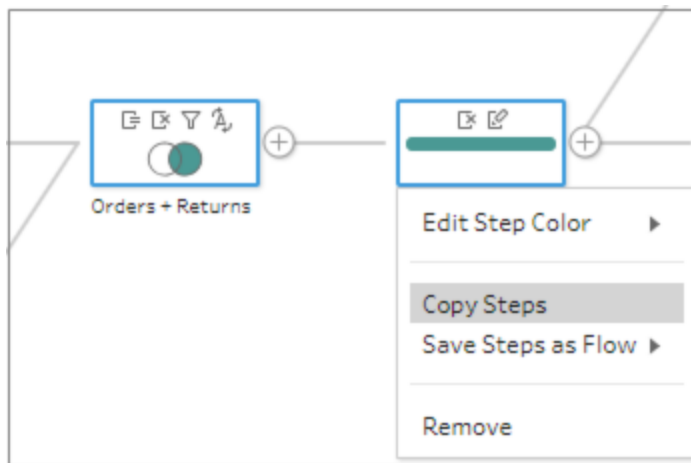 Orders + Returns
Edit Step Color
Copy Steps
Save Steps as Flow
Remove